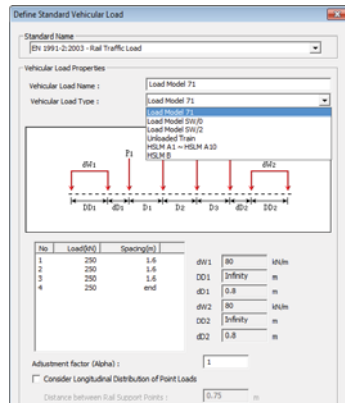 Define Standard Vehicular Load
Standard Name
EN 1991-2:2003 - Rail Traffic Load
Vehicular Load Properties
Vehicular Load Name : Load Model 71
Vehicular Load Type : Load Model 71
Load Model 71
Load Model SW/0
Load Model SW/2
Unloaded Train
HSLM A1 ~ HSLM A10
HSLM B
dW1 P1 dW2
DD1 dD1 D1 D2 D3 dD2 DD2
No Load(kN) Spacing(m)
1 250 1.6
2 250 1.6
3 250 1.6
4 250 end
dW1 80 kN/m
DD1 Infinity m
dD1 0.8 m
dW2 80 kN/m
DD2 Infinity m
dD2 0.8 m
Adjustment factor (Alpha) : 1
Consider Longitudinal Distribution of Point Loads
Distance between Rail Support Points : 0.75 m